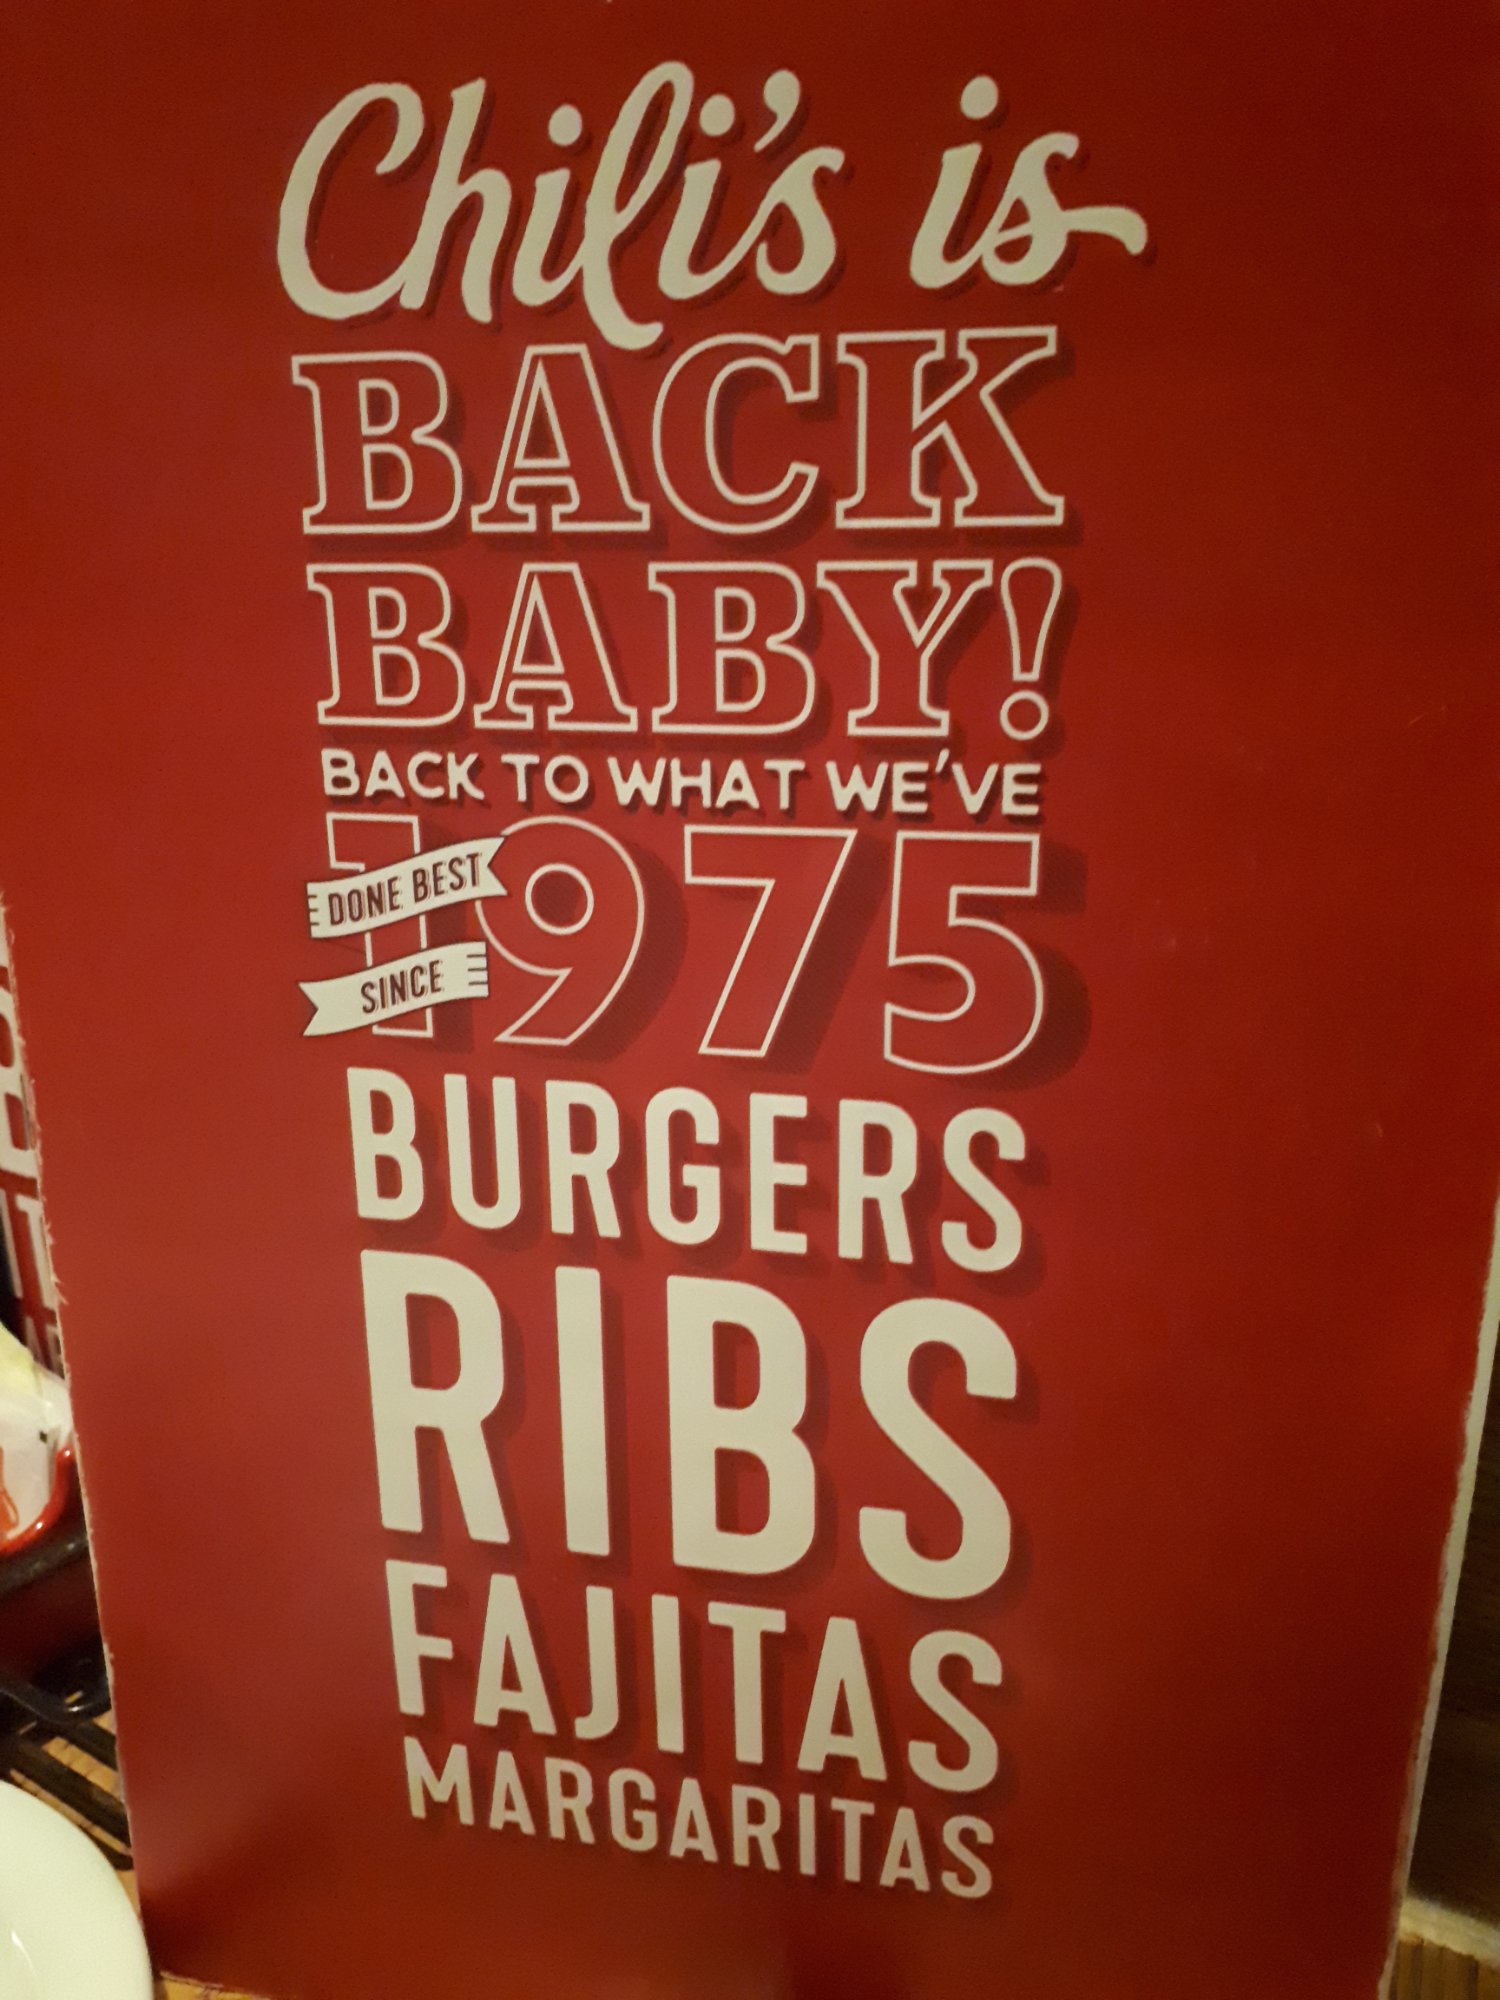 Chili's is
BACK
BABY!
BACK TO WHAT WE'VE
DONE BEST
SINCE
1975
BURGERS
RIBS
FAJITAS
MARGARITAS